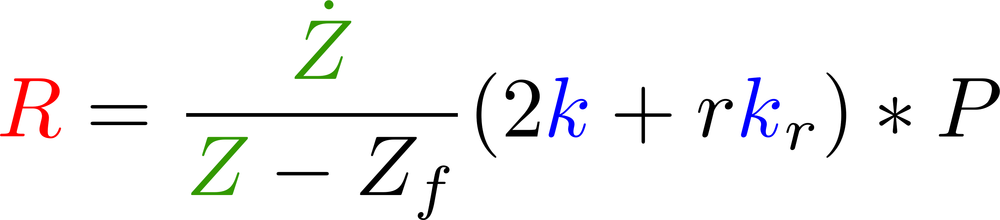 R = \frac{\dot{Z}}{Z - Z_f} (2k + rk_r) * P